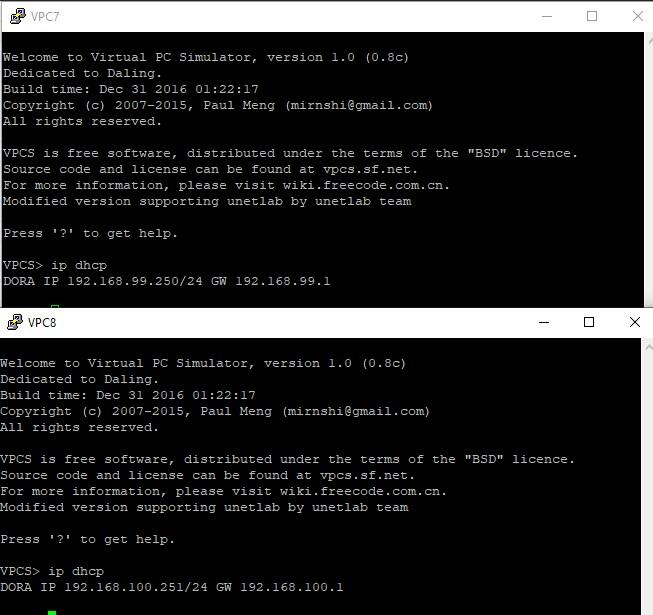 VPC7
Welcome to Virtual PC Simulator, version 1.0 (0.8c)
Dedicated to Daling.
Build time: Dec 31 2016 01:22:17
Copyright (c) 2007-2015, Paul Meng (mirnshi@gmail.com)
All rights reserved.
VPCS is free software, distributed under the terms of the "BSD" licence.
Source code and license can be found at vpcs.sf.net.
For more information, please visit wiki.freecode.com.cn.
Modified version supporting unetlab by unetlab team
Press '?' to get help.
VPCS> ip dhcp
DORA IP 192.168.99.250/24 GW 192.168.99.1
VPC8
Welcome to Virtual PC Simulator, version 1.0 (0.8c)
Dedicated to Daling.
Build time: Dec 31 2016 01:22:17
Copyright (c) 2007-2015, Paul Meng (mirnshi@gmail.com)
All rights reserved.
VPCS is free software, distributed under the terms of the "BSD" licence.
Source code and license can be found at vpcs.sf.net.
For more information, please visit wiki.freecode.com.cn.
Modified version supporting unetlab by unetlab team
Press '?' to get help.
VPCS> ip dhcp
DORA IP 192.168.100.251/24 GW 192.168.100.1